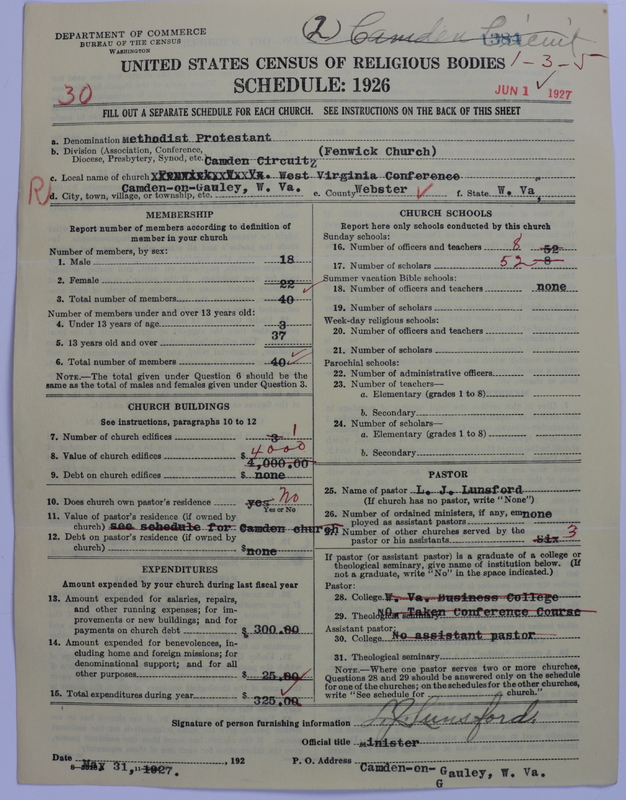 (2) Camden Circuit
1384
DEPARTMENT OF COMMERCE
BUREAU OF THE CENSUS
WASHINGTON
UNITED STATES CENSUS OF RELIGIOUS BODIES 1-3-5
SCHEDULE: 1926
30
JUN 1 1927
FILL OUT A SEPARATE SCHEDULE FOR EACH CHURCH. SEE INSTRUCTIONS ON THE BACK OF THIS SHEET
a. Denomination Methodist Protestant
b. Division (Association, Conference, (Fenwick Church)
Diocese, Presbytery, Synod, etc. Camden Circuit
c. Local name of church West Virginia Conference
R
Camden-on-Gauley, W. Va.
d. City, town, village, or township, etc. e. County Webster f. State W. Va,
MEMBERSHIP
Report number of members according to definition of
member in your church
Number of members, by sex:
1. Male 18
2. Female 22
3. Total number of members 40
Number of members under and over 13 years old:
4. Under 13 years of age 3
5. 13 years old and over 37
6. Total number of members 40
NOTE.—The total given under Question 6 should be the
same as the total of males and females given under Question 3.
CHURCH BUILDINGS
See instructions, paragraphs 10 to 12
7. Number of church edifices 3 1
8. Value of church edifices $ 4000
4,000.00
9. Debt on church edifices $ none
10. Does church own pastor's residence yes No
Yes or No
11. Value of pastor's residence (if owned by
church) see schedule for Camden church
12. Debt on pastor's residence (if owned by
church) $ none
EXPENDITURES
Amount expended by your church during last fiscal year
13. Amount expended for salaries, repairs,
and other running expenses; for im-
provements or new buildings; and for
payments on church debt $ 300.00
14. Amount expended for benevolences, in-
cluding home and foreign missions; for
denominational support; and for all
other purposes $ 25.00
15. Total expenditures during year $ 325.00
CHURCH SCHOOLS
Report here only schools conducted by this church
Sunday schools:
16. Number of officers and teachers 8 52
17. Number of scholars 52 8
Summer vacation Bible schools:
18. Number of officers and teachers none
19. Number of scholars
Week-day religious schools:
20. Number of officers and teachers
21. Number of scholars
Parochial schools:
22. Number of administrative officers
23. Number of teachers—
a. Elementary (grades 1 to 8)
b. Secondary
24. Number of scholars—
a. Elementary (grades 1 to 8)
b. Secondary
PASTOR
25. Name of pastor L. J. Lunsford
(If church has no pastor, write "None")
26. Number of ordained ministers, if any, em- none
ployed as assistant pastors
27. Number of other churches served by the
pastor or his assistants Six 3
If pastor (or assistant pastor) is a graduate of a college or
theological seminary, give name of institution below. (If
not a graduate, write "No" in the space indicated.)
Pastor:
28. College W. Va. Business College
29. Theological seminary NO. Taken Conference Course
Assistant pastor:
30. College No assistant pastor
31. Theological seminary
NOTE.—Where one pastor serves two or more churches,
Questions 28 and 29 should be answered only on the schedule
for one of the churches; on the schedules for the other churches,
write "See schedule for church."
Signature of person furnishing information L J Lunsford
Official title Minister
Date May 31, 1927. , 192 P. O. Address Camden-on-Gauley, W. Va.
G